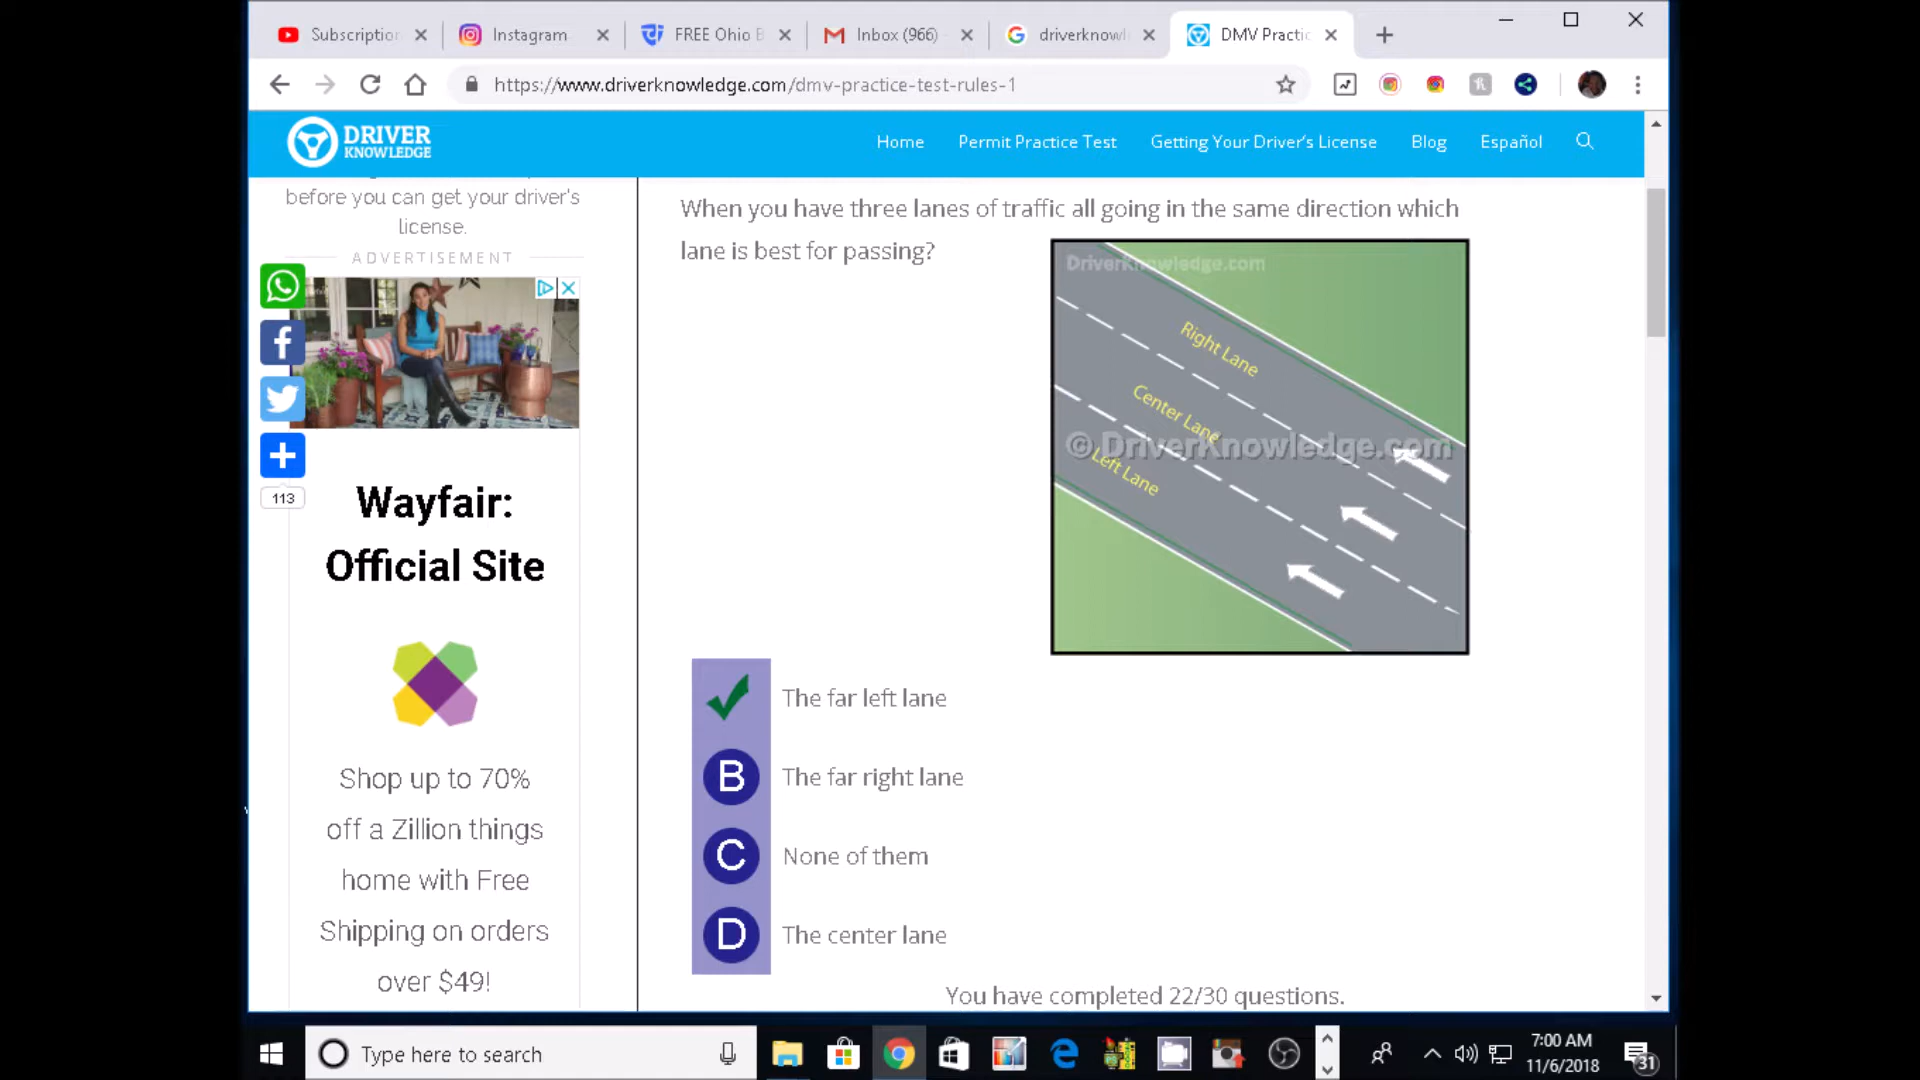 Subscription
Instagram
FREE Ohio B
Inbox (966)
driverknowl
DMV Practic
https://www.driverknowledge.com/dmv-practice-test-rules-1
DRIVER
KNOWLEDGE
Home
Permit Practice Test
Getting Your Driver's License
Blog
Español
before you can get your driver's
license.
ADVERTISEMENT
113
Wayfair:
Official Site
Shop up to 70%
off a Zillion things
home with Free
Shipping on orders
over $49!
When you have three lanes of traffic all going in the same direction which
lane is best for passing?
DriverKnowledge.com
Right Lane
Center Lane
© DriverKnowledge.com
Left Lane
The far left lane
B The far right lane
C None of them
D The center lane
You have completed 22/30 questions.
Type here to search
7:00 AM
11/6/2018
31